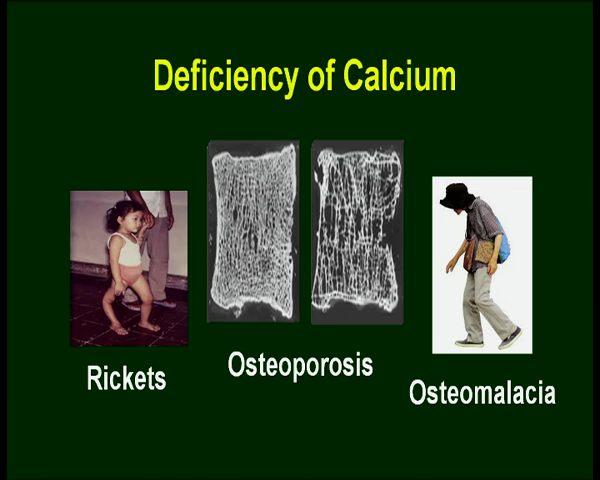 Deficiency of Calcium
Rickets
Osteoporosis
Osteomalacia